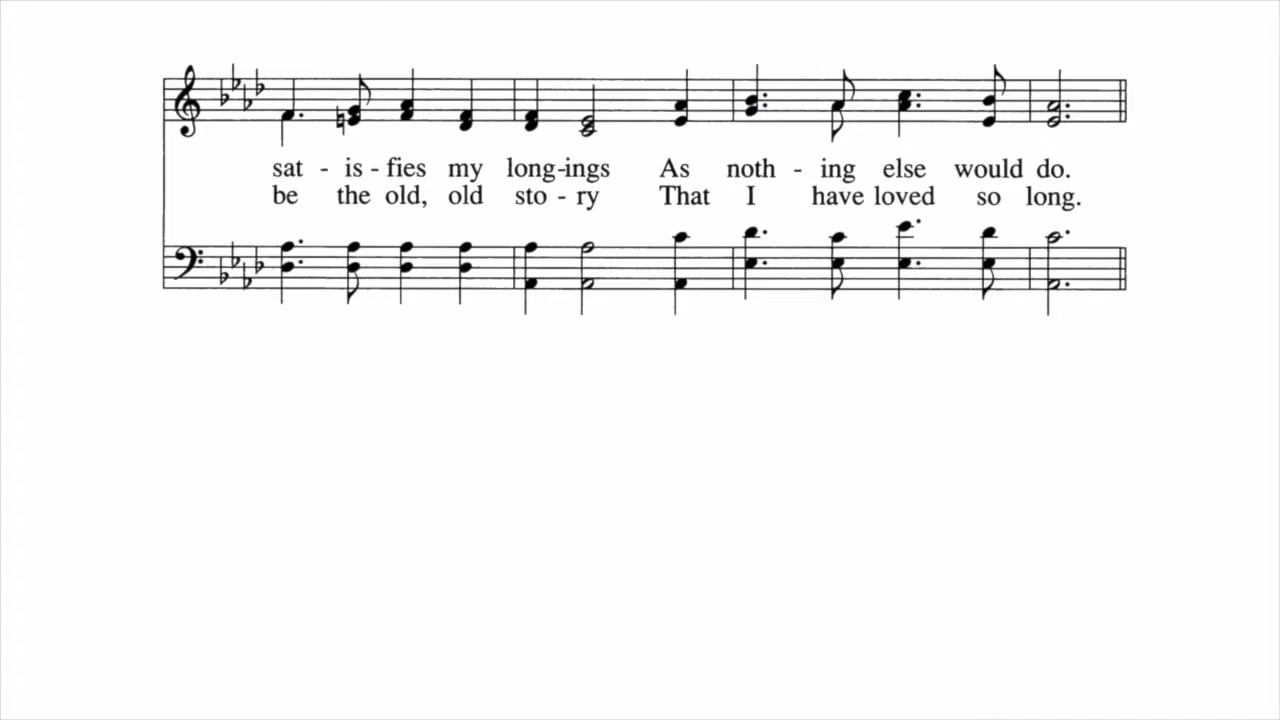 sat - is - fies my long-ings As noth - ing else would do.
be the old, old sto - ry That I have loved so long.